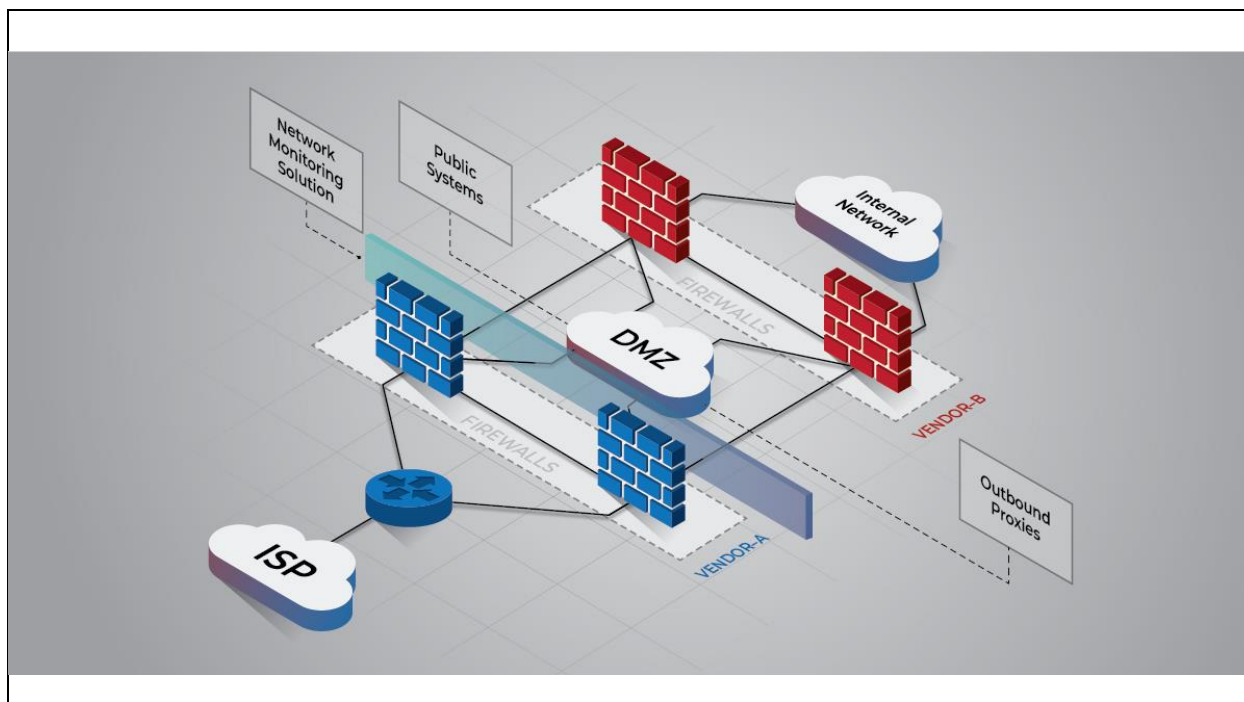 Network
Monitoring
Solution
Public
Systems
Internal
Network
FIREWALLS
DMZ
VENDOR-B
FIREWALLS
Outbound
Proxies
VENDOR-A
ISP